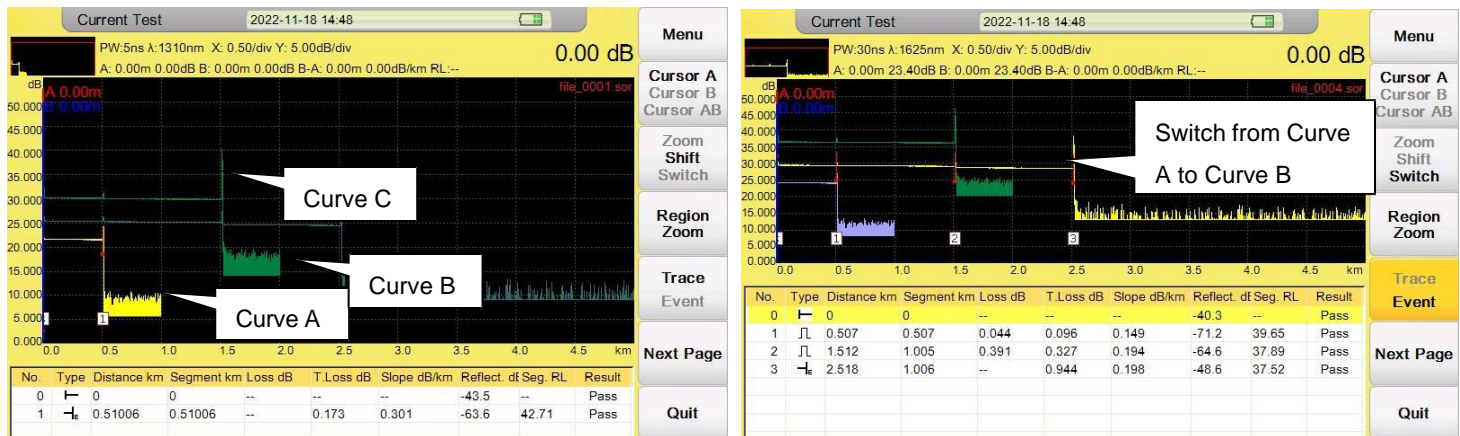 Current Test
2022-11-18 14:48
PW:5ns λ:1310nm X: 0.50/div Y: 5.00dB/div
0.00 dB
A: 0.00m 0.00dB B: 0.00m 0.00dB B-A: 0.00m 0.00dB/km RL:--
dB
A 0.00m
file_0001.sor
50.000
B 0.00m
45.000
40.000
35.000
30.000
25.000
20.000
15.000
10.000
5.000
0.000
Curve C
Curve B
Curve A
1
0.0 0.5 1.0 1.5 2.0 2.5 3.0 3.5 4.0 4.5 km
No. Type Distance km Segment km Loss dB T.Loss dB Slope dB/km Reflect. dE Seg. RL Result
0 0 0 -- -- -- -43.5 -- Pass
1 E 0.51006 0.51006 -- 0.173 0.301 -63.6 42.71 Pass
Menu
Cursor A
Cursor B
Cursor AB
Zoom
Shift
Switch
Region
Zoom
Trace
Event
Next Page
Quit
Current Test
2022-11-18 14:48
PW:30ns λ:1625nm X: 0.50/div Y: 5.00dB/div
0.00 dB
A: 0.00m 23.40dB B: 0.00m 23.40dB B-A: 0.00m 0.00dB/km RL:--
dB
A 0.00m
file_0004.sor
50.000
B 0.00m
45.000
40.000
35.000
30.000
25.000
20.000
15.000
10.000
5.000
0.000
Switch from Curve
A to Curve B
1 2 3
0.0 0.5 1.0 1.5 2.0 2.5 3.0 3.5 4.0 4.5 km
No. Type Distance km Segment km Loss dB T.Loss dB Slope dB/km Reflect. dE Seg. RL Result
0 0 0 -- -- -- -40.3 -- Pass
1 0.507 0.507 0.044 0.096 0.149 -71.2 39.65 Pass
2 1.512 1.005 0.391 0.327 0.194 -64.6 37.89 Pass
3 E 2.518 1.006 -- 0.944 0.198 -48.6 37.52 Pass
Menu
Cursor A
Cursor B
Cursor AB
Zoom
Shift
Switch
Region
Zoom
Trace
Event
Next Page
Quit